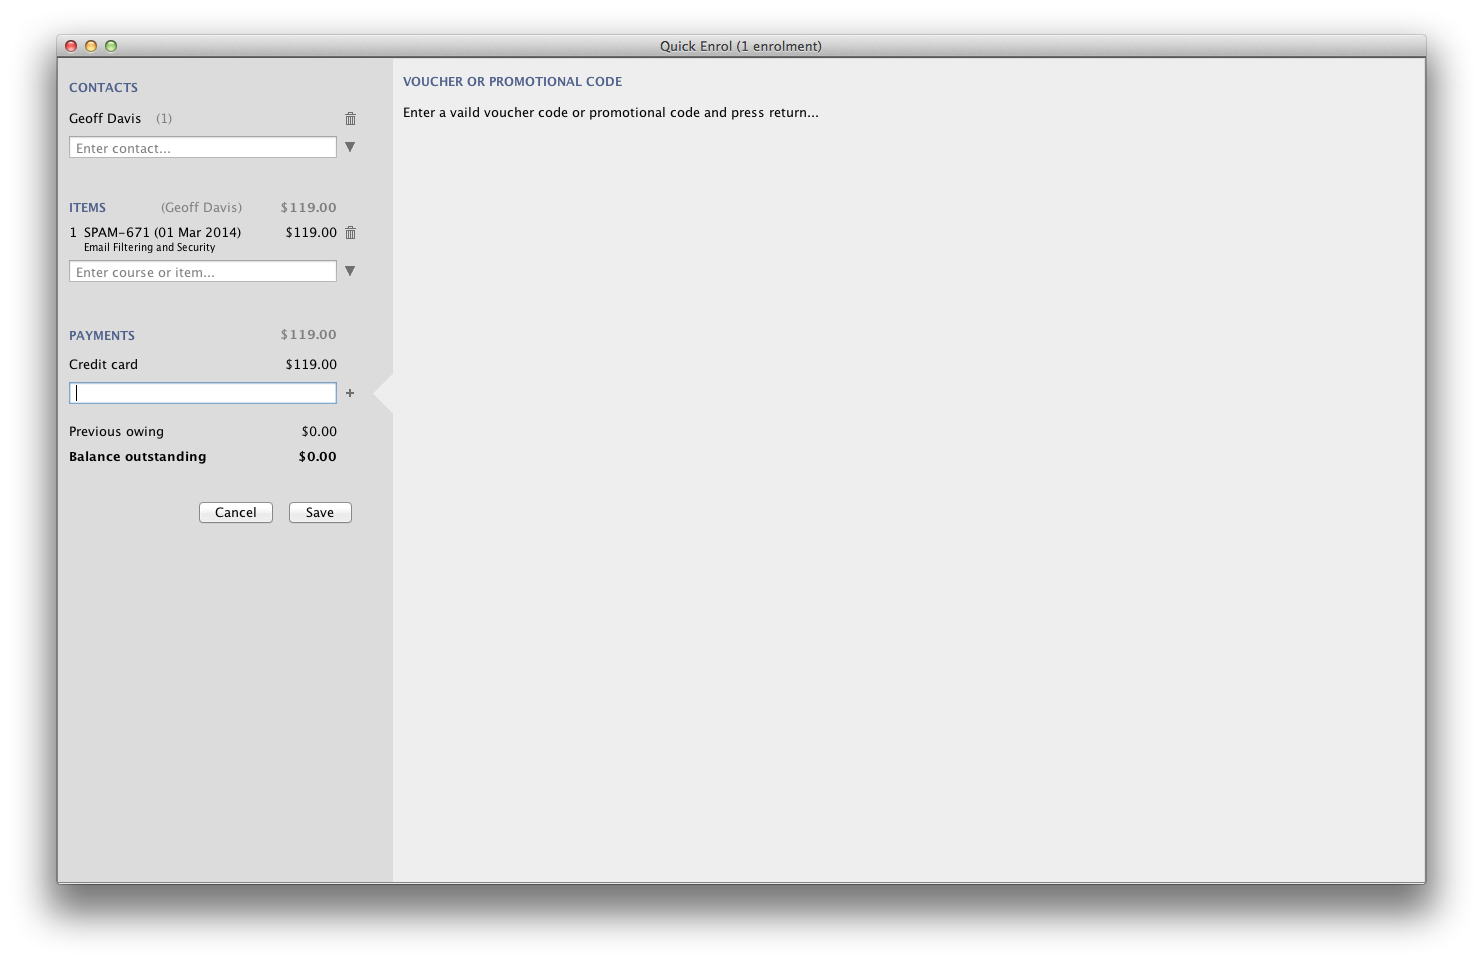 Quick Enrol (1 enrolment)
CONTACTS
Geoff Davis (1)
Enter contact...
ITEMS (Geoff Davis) $119.00
1 SPAM-671 (01 Mar 2014) $119.00
Email Filtering and Security
Enter course or item...
PAYMENTS $119.00
Credit card $119.00
+
Previous owing $0.00
Balance outstanding $0.00
Cancel Save
VOUCHER OR PROMOTIONAL CODE
Enter a vaild voucher code or promotional code and press return...